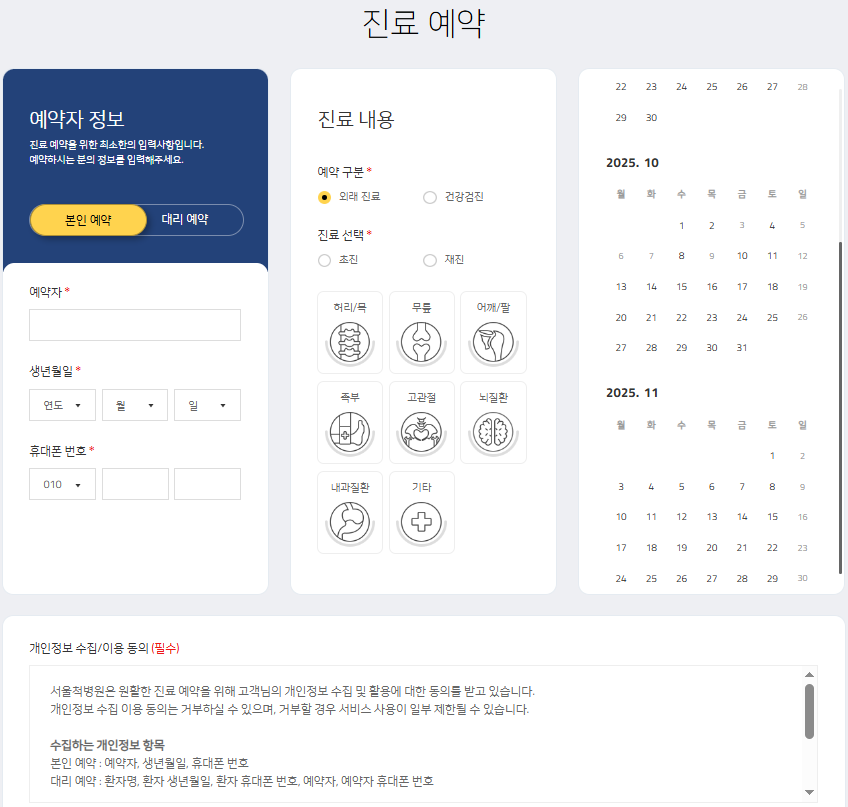 진료 예약
예약자 정보
진료 예약을 위한 최소한의 입력사항입니다.
예약하시는 분의 정보를 입력해주세요.
본인 예약 대리 예약
예약자 *
생년월일 *
연도 월 일
휴대폰 번호 *
010
진료 내용
예약 구분 *
외래 진료 건강검진
진료 선택 *
초진 재진
허리/목 무릎 어깨/팔
족부 고관절 뇌질환
내과질환 기타
22 23 24 25 26 27 28
29 30
2025. 10
월 화 수 목 금 토 일
1 2 3 4 5
6 7 8 9 10 11 12
13 14 15 16 17 18 19
20 21 22 23 24 25 26
27 28 29 30 31
2025. 11
월 화 수 목 금 토 일
1 2
3 4 5 6 7 8 9
10 11 12 13 14 15 16
17 18 19 20 21 22 23
24 25 26 27 28 29 30
개인정보 수집/이용 동의 (필수)
서울척병원은 원활한 진료 예약을 위해 고객님의 개인정보 수집 및 활용에 대한 동의를 받고 있습니다.
개인정보 수집 이용 동의는 거부하실 수 있으며, 거부할 경우 서비스 사용이 일부 제한될 수 있습니다.
수집하는 개인정보 항목
본인 예약 : 예약자, 생년월일, 휴대폰 번호
대리 예약 : 환자명, 환자 생년월일, 환자 휴대폰 번호, 예약자, 예약자 휴대폰 번호